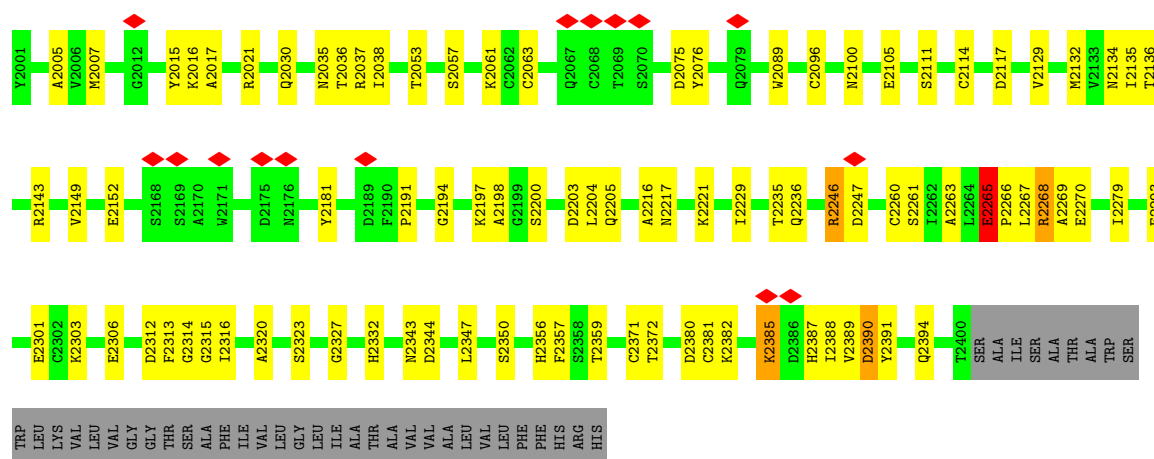 Y2001 A2005 V2006 M2007 G2012 Y2015 K2016 A2017 R2021 Q2030 N2035 T2036 R2037 I2038 T2053 S2057 K2061 C2062 C2063 Q2067 C2068 T2069 S2070 D2075 Y2076 Q2079 W2089 C2096 N2100 E2105 S2111 C2114 D2117 V2129 M2132 V2133 N2134 I2135 T2136
R2143 V2149 E2152 S2168 S2169 A2170 W2171 D2175 N2176 Y2181 D2189 F2190 P2191 G2194 K2197 A2198 G2199 S2200 D2203 L2204 Q2205 A2216 N2217 K2221 I2229 T2235 Q2236 R2246 D2247 C2260 S2261 I2262 A2263 L2264 E2265 P2266 L2267 R2268 A2269 E2270 I2279
E2301 C2302 K2303 E2306 D2312 F2313 G2314 G2315 I2316 A2320 S2323 G2327 H2332 N2343 D2344 L2347 S2350 H2356 F2357 S2358 T2359 C2371 T2372 D2380 C2381 K2382 K2385 D2386 H2387 I2388 V2389 D2390 Y2391 Q2394 T2400 SER ALA ILE SER ALA THR ALA TRP SER
TRP LEU LYS VAL LEU VAL GLY GLY THR SER ALA PHE ILE VAL LEU GLY LEU ILE ALA THR ALA VAL VAL ALA LEU VAL LEU PHE PHE HIS ARG HIS